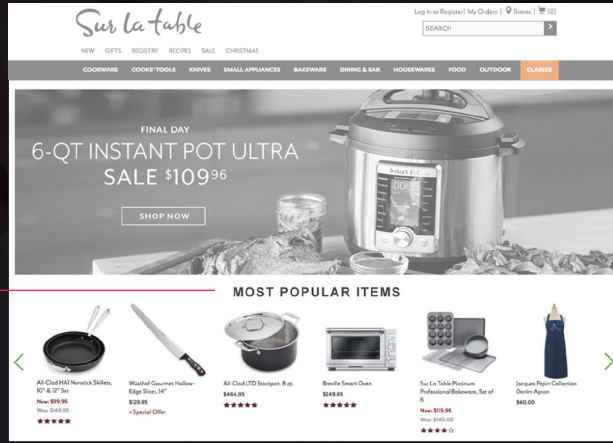 Sur la table
Log In or Register | My Orders | Stores | (0)
SEARCH
NEW GIFTS REGISTRY RECIPES SALE CHRISTMAS
COOKWARE COOKS' TOOLS KNIVES SMALL APPLIANCES BAKEWARE DINING & BAR HOUSEWARES FOOD OUTDOOR CLASSES
FINAL DAY
6-QT INSTANT POT ULTRA
SALE $109.96
SHOP NOW
Instant Pot
MOST POPULAR ITEMS
All-Clad HA1 Nonstick Skillets,
10" & 12" Set
Now: $99.96
Was: $149.95
Wüsthof Gourmet Hollow-
Edge Slicer, 14"
$129.95
• Special Offer
All-Clad LTD Stockpot, 8 qt.
$464.95
Breville Smart Oven
$249.95
Sur La Table Platinum
Professional Bakeware, Set of
6
Now: $119.96
Was: $140.00
Jacques Pépin Collection
Denim Apron
$40.00